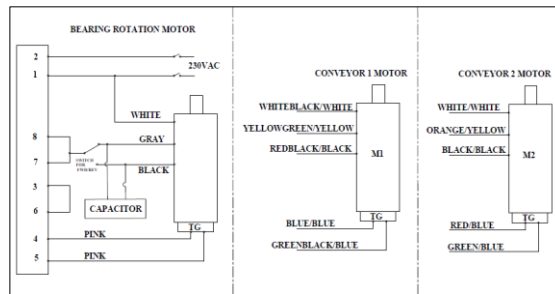 BEARING ROTATION MOTOR
2
1
230VAC
WHITE
8
GRAY
7
SWITCH
FOR
BLACK
3
CAPACITOR
6
TG
4
PINK
5
PINK
CONVEYOR 1 MOTOR
WHITEBLACK/WHITE
YELLOWGREEN/YELLOW
REDBLACK/BLACK
M1
TG
BLUE/BLUE
GREENBLACK/BLUE
CONVEYOR 2 MOTOR
WHITE/WHITE
ORANGE/YELLOW
BLACK/BLACK
M2
TG
RED/BLUE
GREEN/BLUE